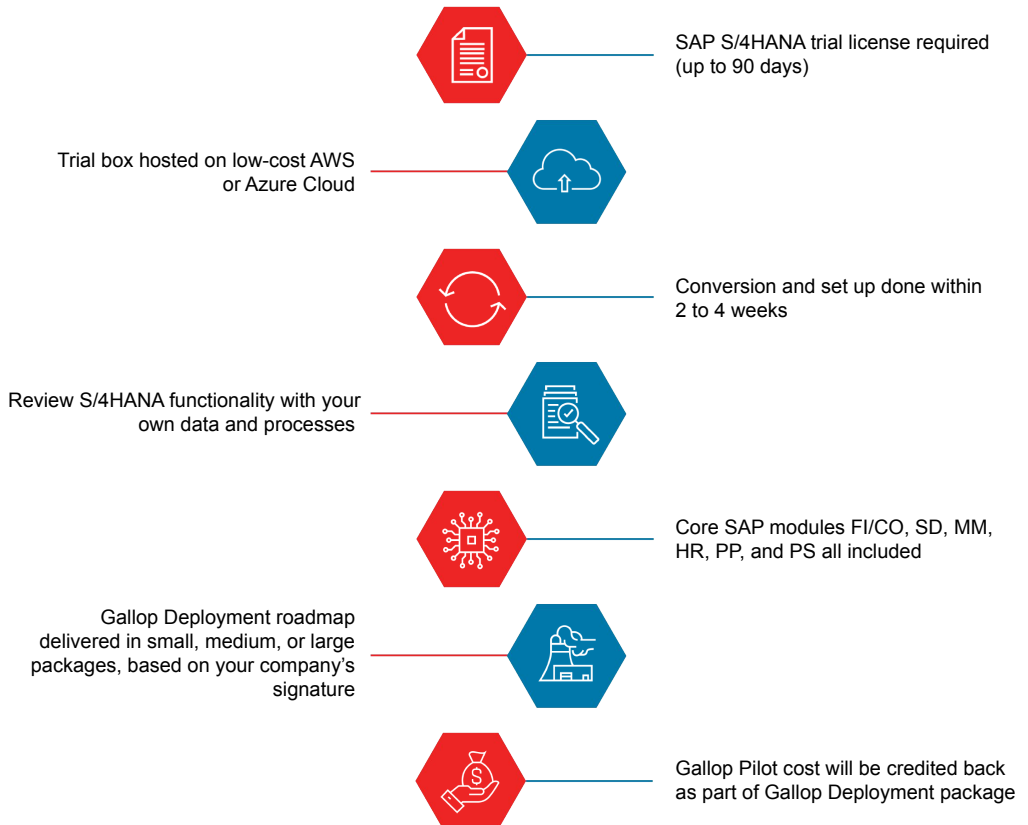 SAP S/4HANA trial license required
(up to 90 days)
Trial box hosted on low-cost AWS
or Azure Cloud
Conversion and set up done within
2 to 4 weeks
Review S/4HANA functionality with your
own data and processes
Core SAP modules FI/CO, SD, MM,
HR, PP, and PS all included
Gallop Deployment roadmap
delivered in small, medium, or large
packages, based on your company’s
signature
$
Gallop Pilot cost will be credited back
as part of Gallop Deployment package